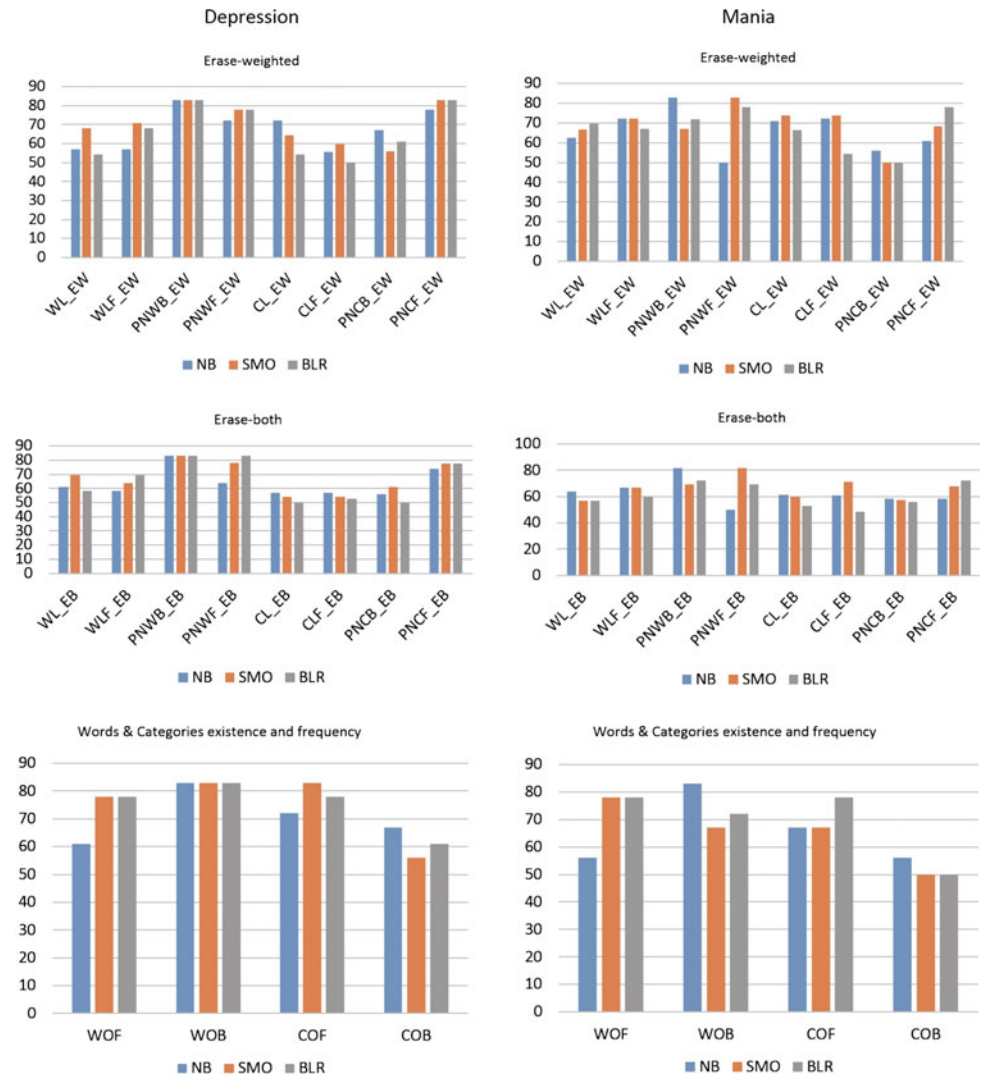 Depression
Erase-weighted
90
80
70
60
50
40
30
20
10
0
WL_EW
WLF_EW
PNWB_EW
PNWF_EW
CL_EW
CLF_EW
PNCB_EW
PNCF_EW
NB SMO BLR
Mania
Erase-weighted
90
80
70
60
50
40
30
20
10
0
WL_EW
WLF_EW
PNWB_EW
PNWF_EW
CL_EW
CLF_EW
PNCB_EW
PNCF_EW
NB SMO BLR
Erase-both
90
80
70
60
50
40
30
20
10
0
WL_EB
WLF_EB
PNWB_EB
PNWF_EB
CL_EB
CLF_EB
PNCB_EB
PNCF_EB
NB SMO BLR
Erase-both
100
80
60
40
20
0
WL_EB
WLF_EB
PNWB_EB
PNWF_EB
CL_EB
CLF_EB
PNCB_EB
PNCF_EB
NB SMO BLR
Words & Categories existence and frequency
90
80
70
60
50
40
30
20
10
0
WOF WOB COF COB
NB SMO BLR
Words & Categories existence and frequency
90
80
70
60
50
40
30
20
10
0
WOF WOB COF COB
NB SMO BLR